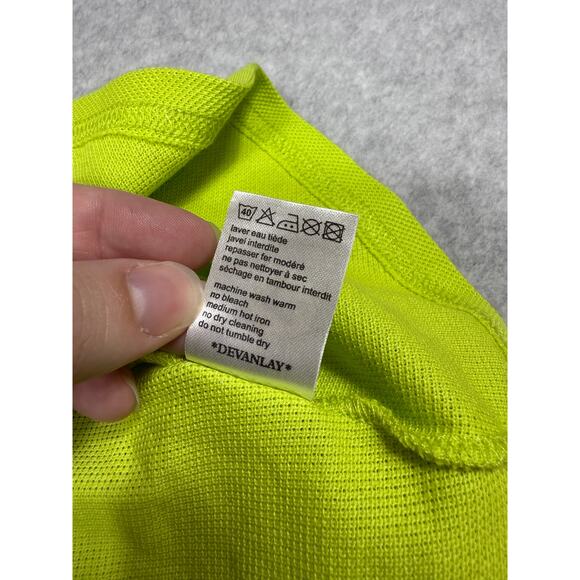 40
laver eau tiède
javel interdite
repasser fer modéré
ne pas nettoyer à sec
séchage en tambour interdit
machine wash warm
no bleach
medium hot iron
no dry cleaning
do not tumble dry
*DEVANLAY*